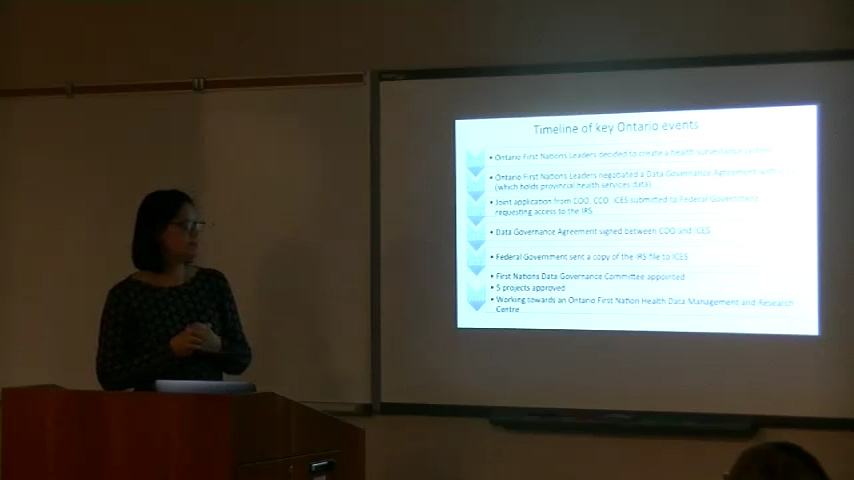 Timeline of key Ontario events
• Ontario First Nations Leaders decided to create a health surveillance system
• Ontario First Nations Leaders negotiated a Data Governance Agreement with
(which holds provincial health services data)
• Joint application from COO, CCO, ICES submitted to Federal Government
requesting access to the IRS
• Data Governance Agreement signed between COO and ICES
• Federal Government sent a copy of the IRS file to ICES
• First Nations Data Governance Committee appointed
• 5 projects approved
• Working towards an Ontario First Nation Health Data Management and Research
Centre